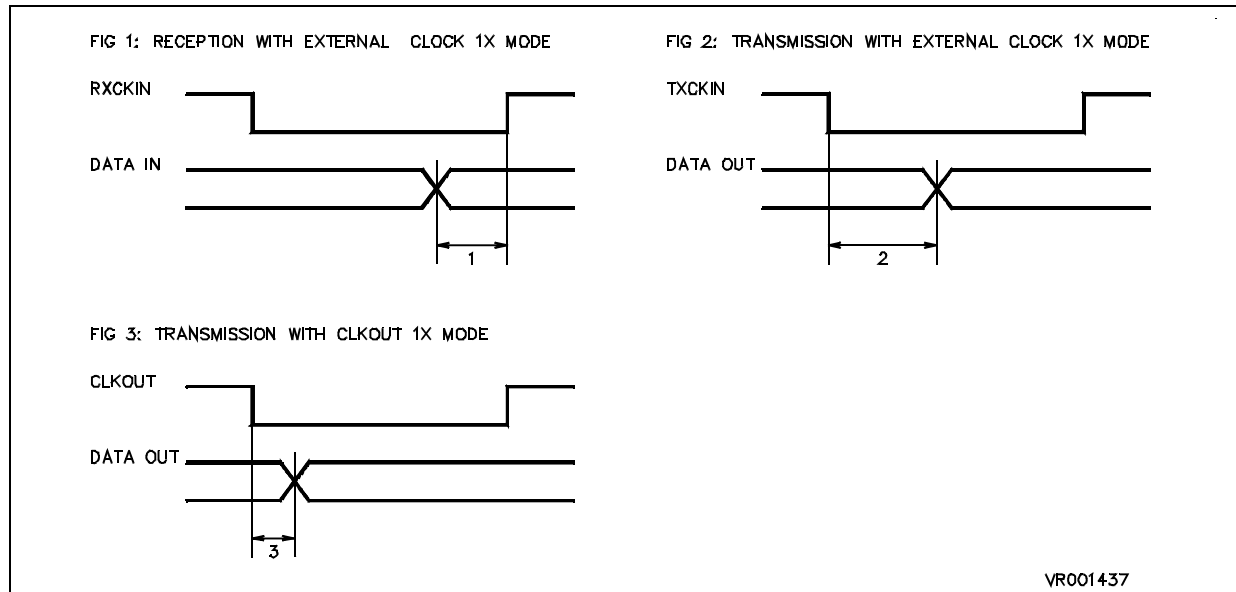 FIG 1: RECEPTION WITH EXTERNAL CLOCK 1X MODE
RXCKIN
DATA IN
1
FIG 2: TRANSMISSION WITH EXTERNAL CLOCK 1X MODE
TXCKIN
DATA OUT
2
FIG 3: TRANSMISSION WITH CLKOUT 1X MODE
CLKOUT
DATA OUT
3
VR001437